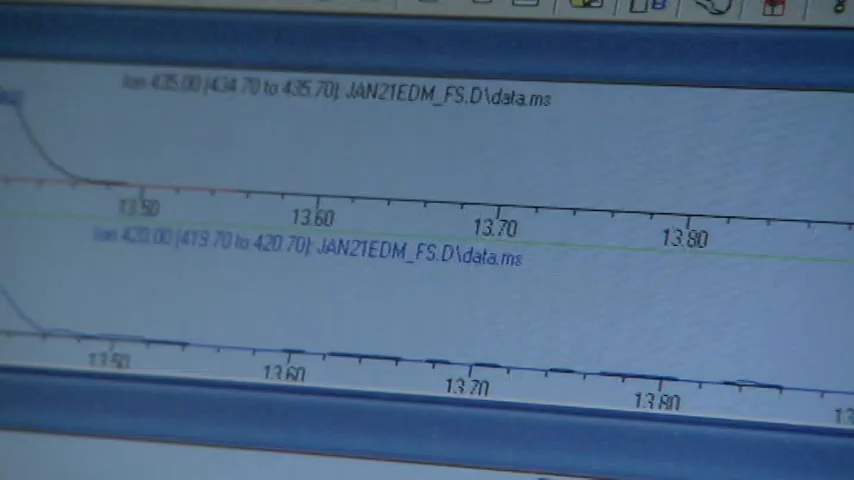 Ion 435.00 (434.70 to 435.70): JAN21EDM_FS.D\data.ms
13.50 13.60 13.70 13.80
Ion 420.00 (419.70 to 420.70): JAN21EDM_FS.D\data.ms
13.50 13.60 13.70 13.80